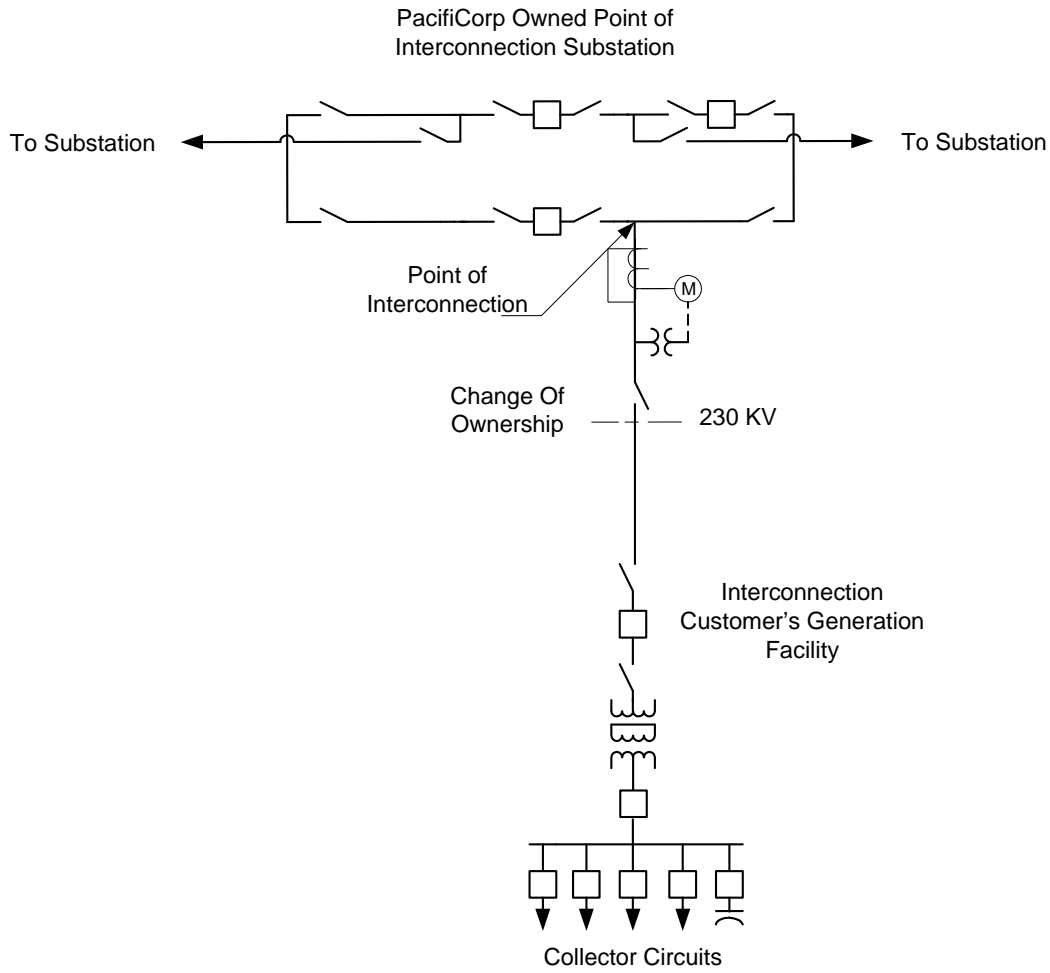 PacifiCorp Owned Point of
Interconnection Substation
To Substation
To Substation
Point of
Interconnection
M
Change Of
Ownership
230 KV
Interconnection
Customer's Generation
Facility
Collector Circuits